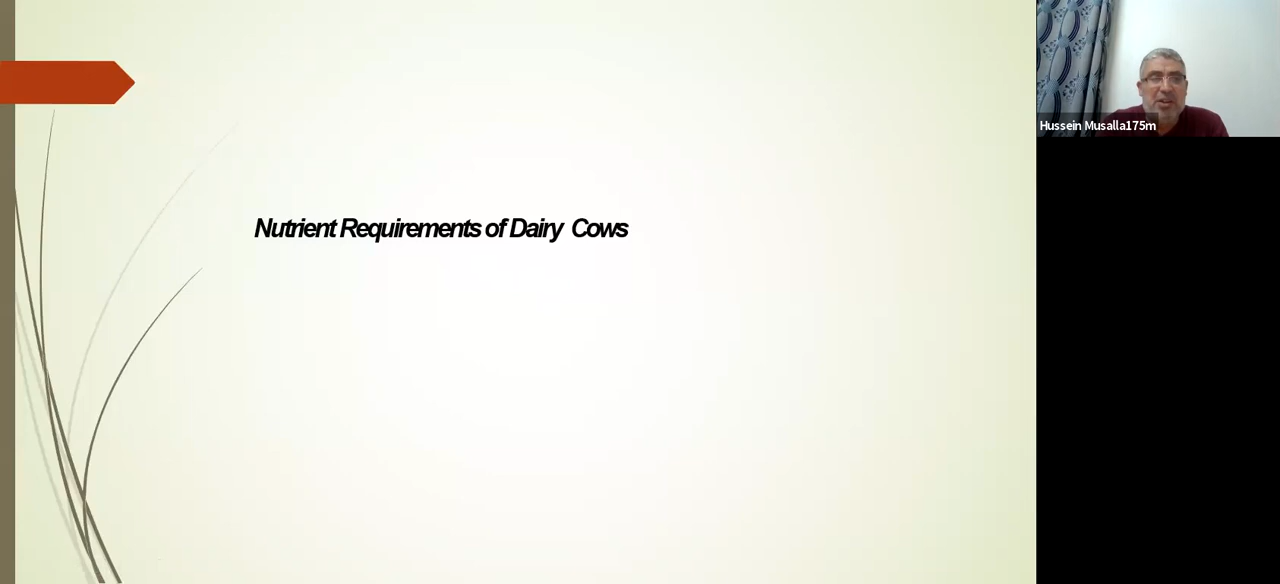 Nutrient Requirements of Dairy Cows
Hussein Musalla175m